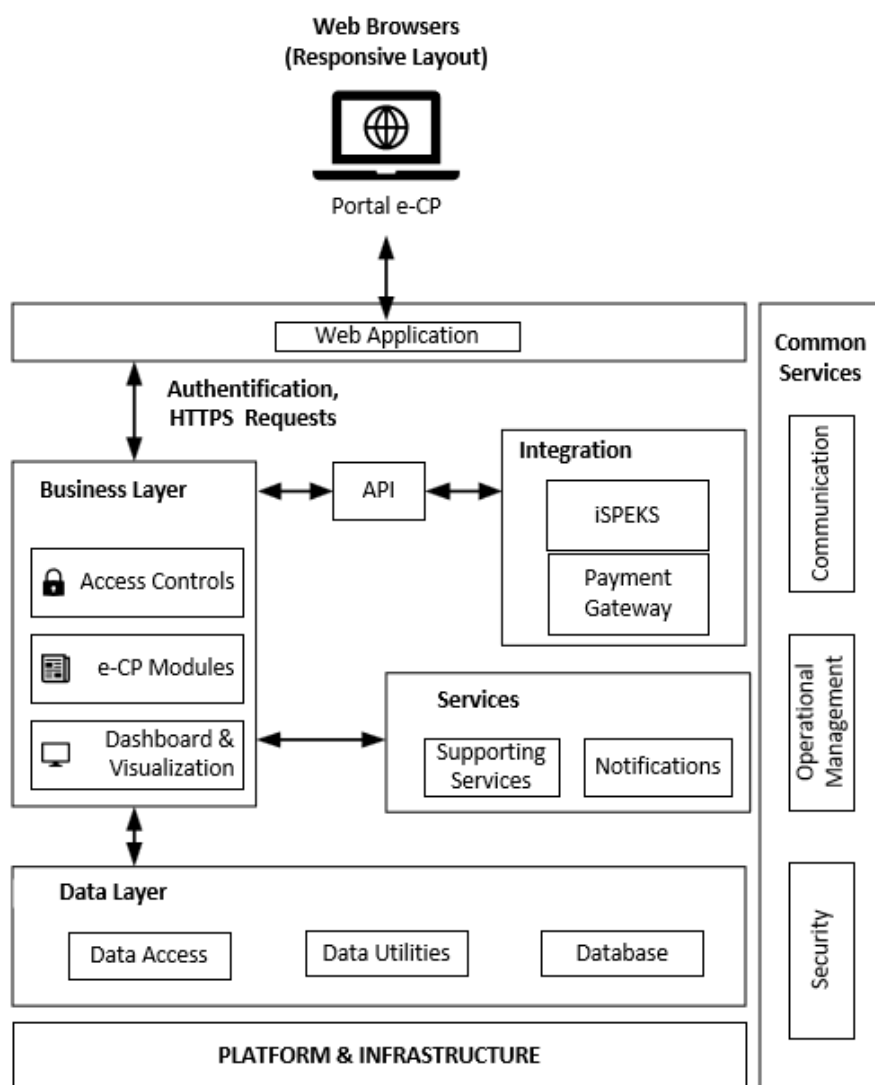 Web Browsers
(Responsive Layout)
Portal e-CP
Web Application
Authentification,
HTTPS Requests
Business Layer
Access Controls
e-CP Modules
Dashboard &
Visualization
API
Integration
iSPEKS
Payment
Gateway
Services
Supporting
Services
Notifications
Data Layer
Data Access
Data Utilities
Database
PLATFORM & INFRASTRUCTURE
Common
Services
Communication
Operational
Management
Security